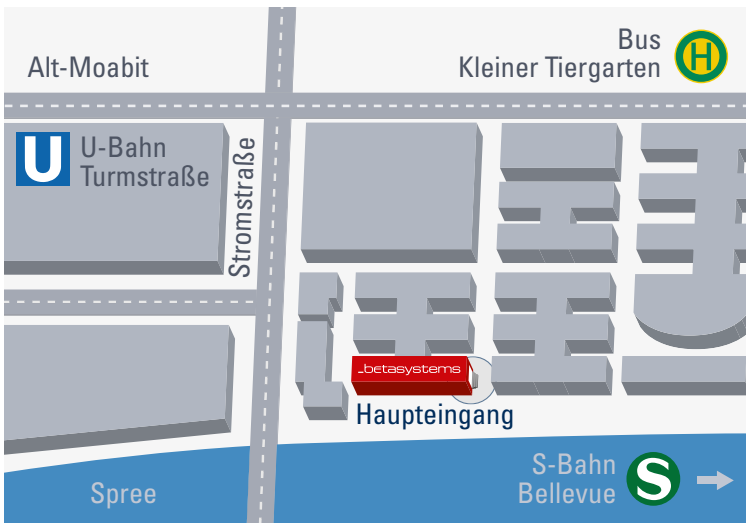 Alt-Moabit
Bus
Kleiner Tiergarten
H
U
U-Bahn
Turmstraße
Stromstraße
_betasystems
Haupteingang
S-Bahn
Bellevue
S
Spree